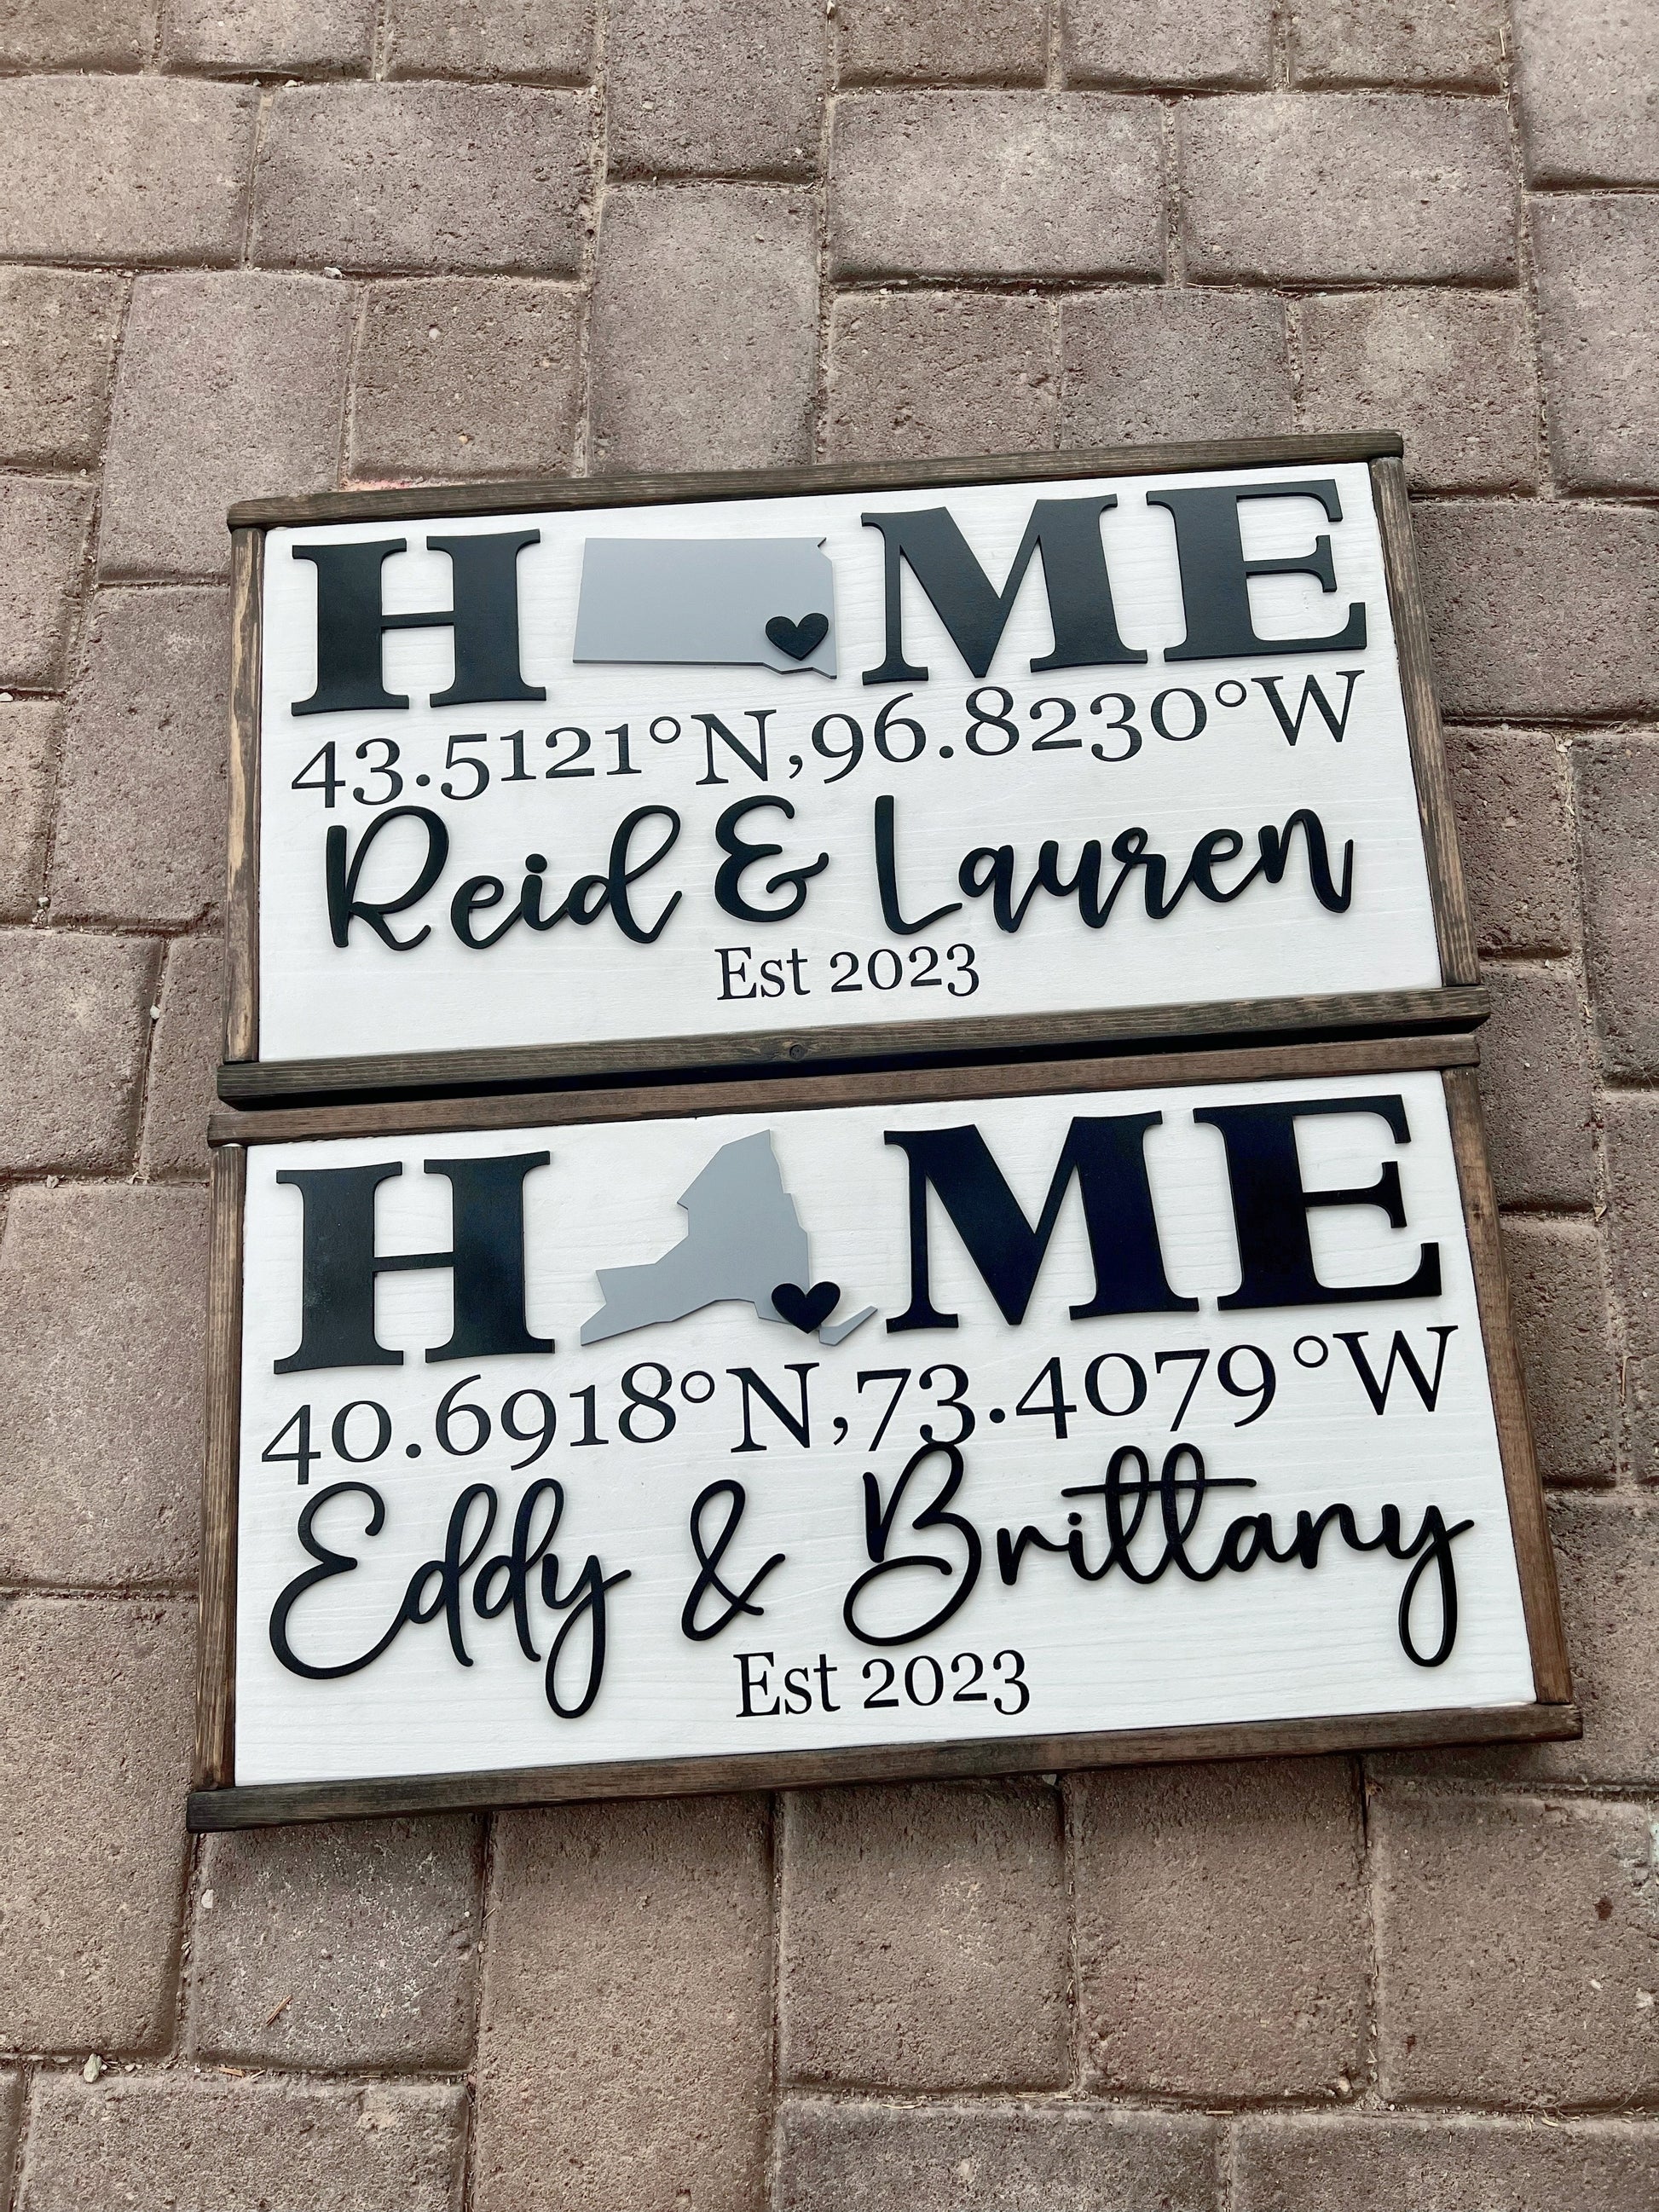 H ME
43.5121°N,96.8230°W
Reid & Lauren
Est 2023
H ME
40.6918°N,73.4079°W
Eddy & Brittany
Est 2023